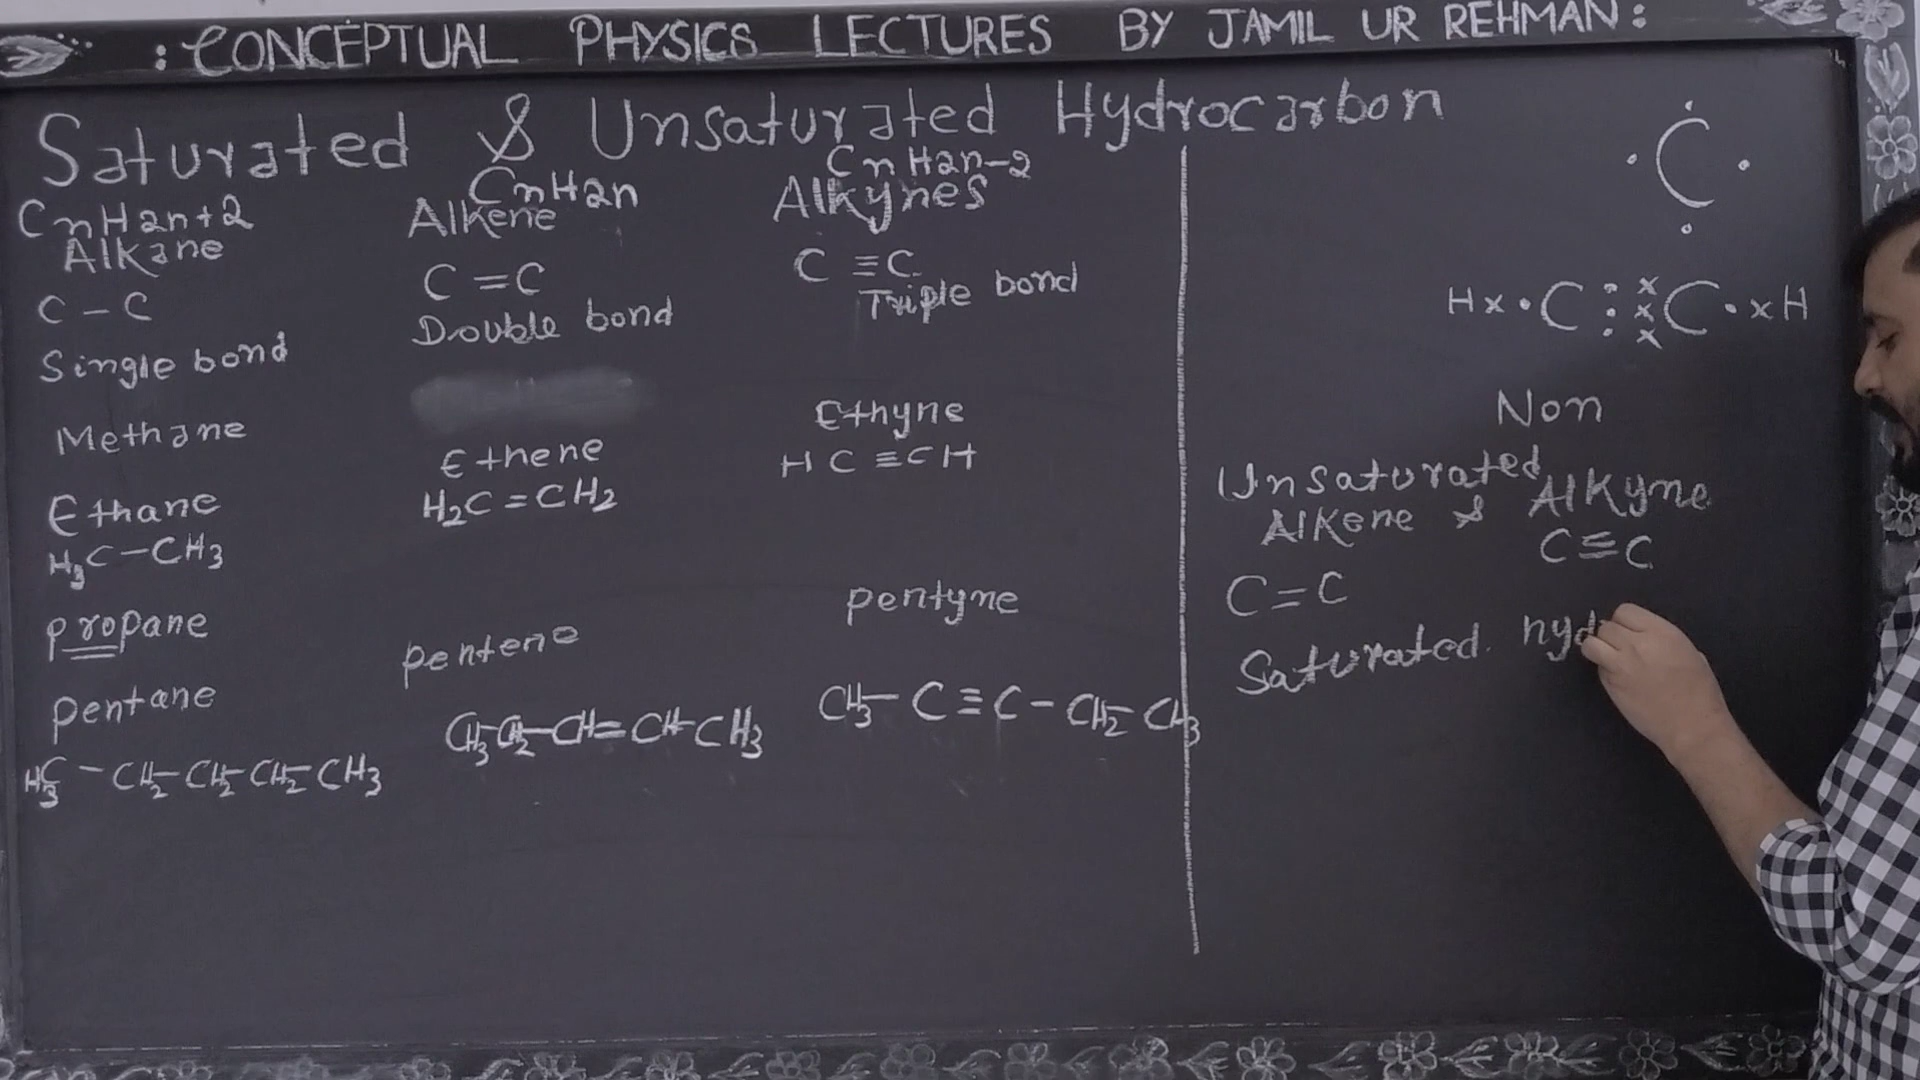 : CONCEPTUAL PHYSICS LECTURES BY JAMIL UR REHMAN :
Saturated & Unsaturated Hydrocarbon
CnH2n+2
Alkane
C - C
Single bond
Methane
Ethane
H3C-CH3
propane
pentane
H3C - CH2-CH2-CH2-CH3
CnH2n
Alkene
C = C
Double bond
Ethene
H2C = CH2
pentene
CH3-CH2-CH=CH-CH3
CnH2n-2
Alkynes
C ≡ C
Triple bond
Ethyne
HC ≡ CH
pentyne
CH3-C≡C-CH2-CH3
C
H x • C : : x x x C • x H
Non
Unsaturated
Alkene & Alkyne
C≡C
C=C
Saturated. hyd